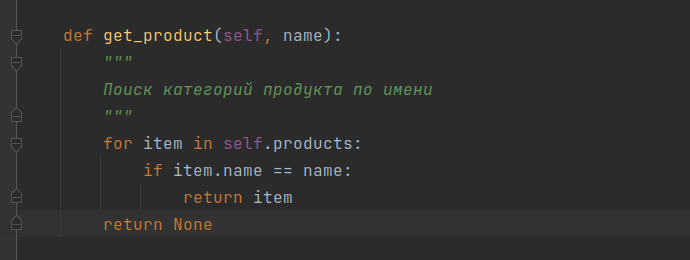 def get_product(self, name):
"""
Поиск категорий продукта по имени
"""
for item in self.products:
if item.name == name:
return item
return None